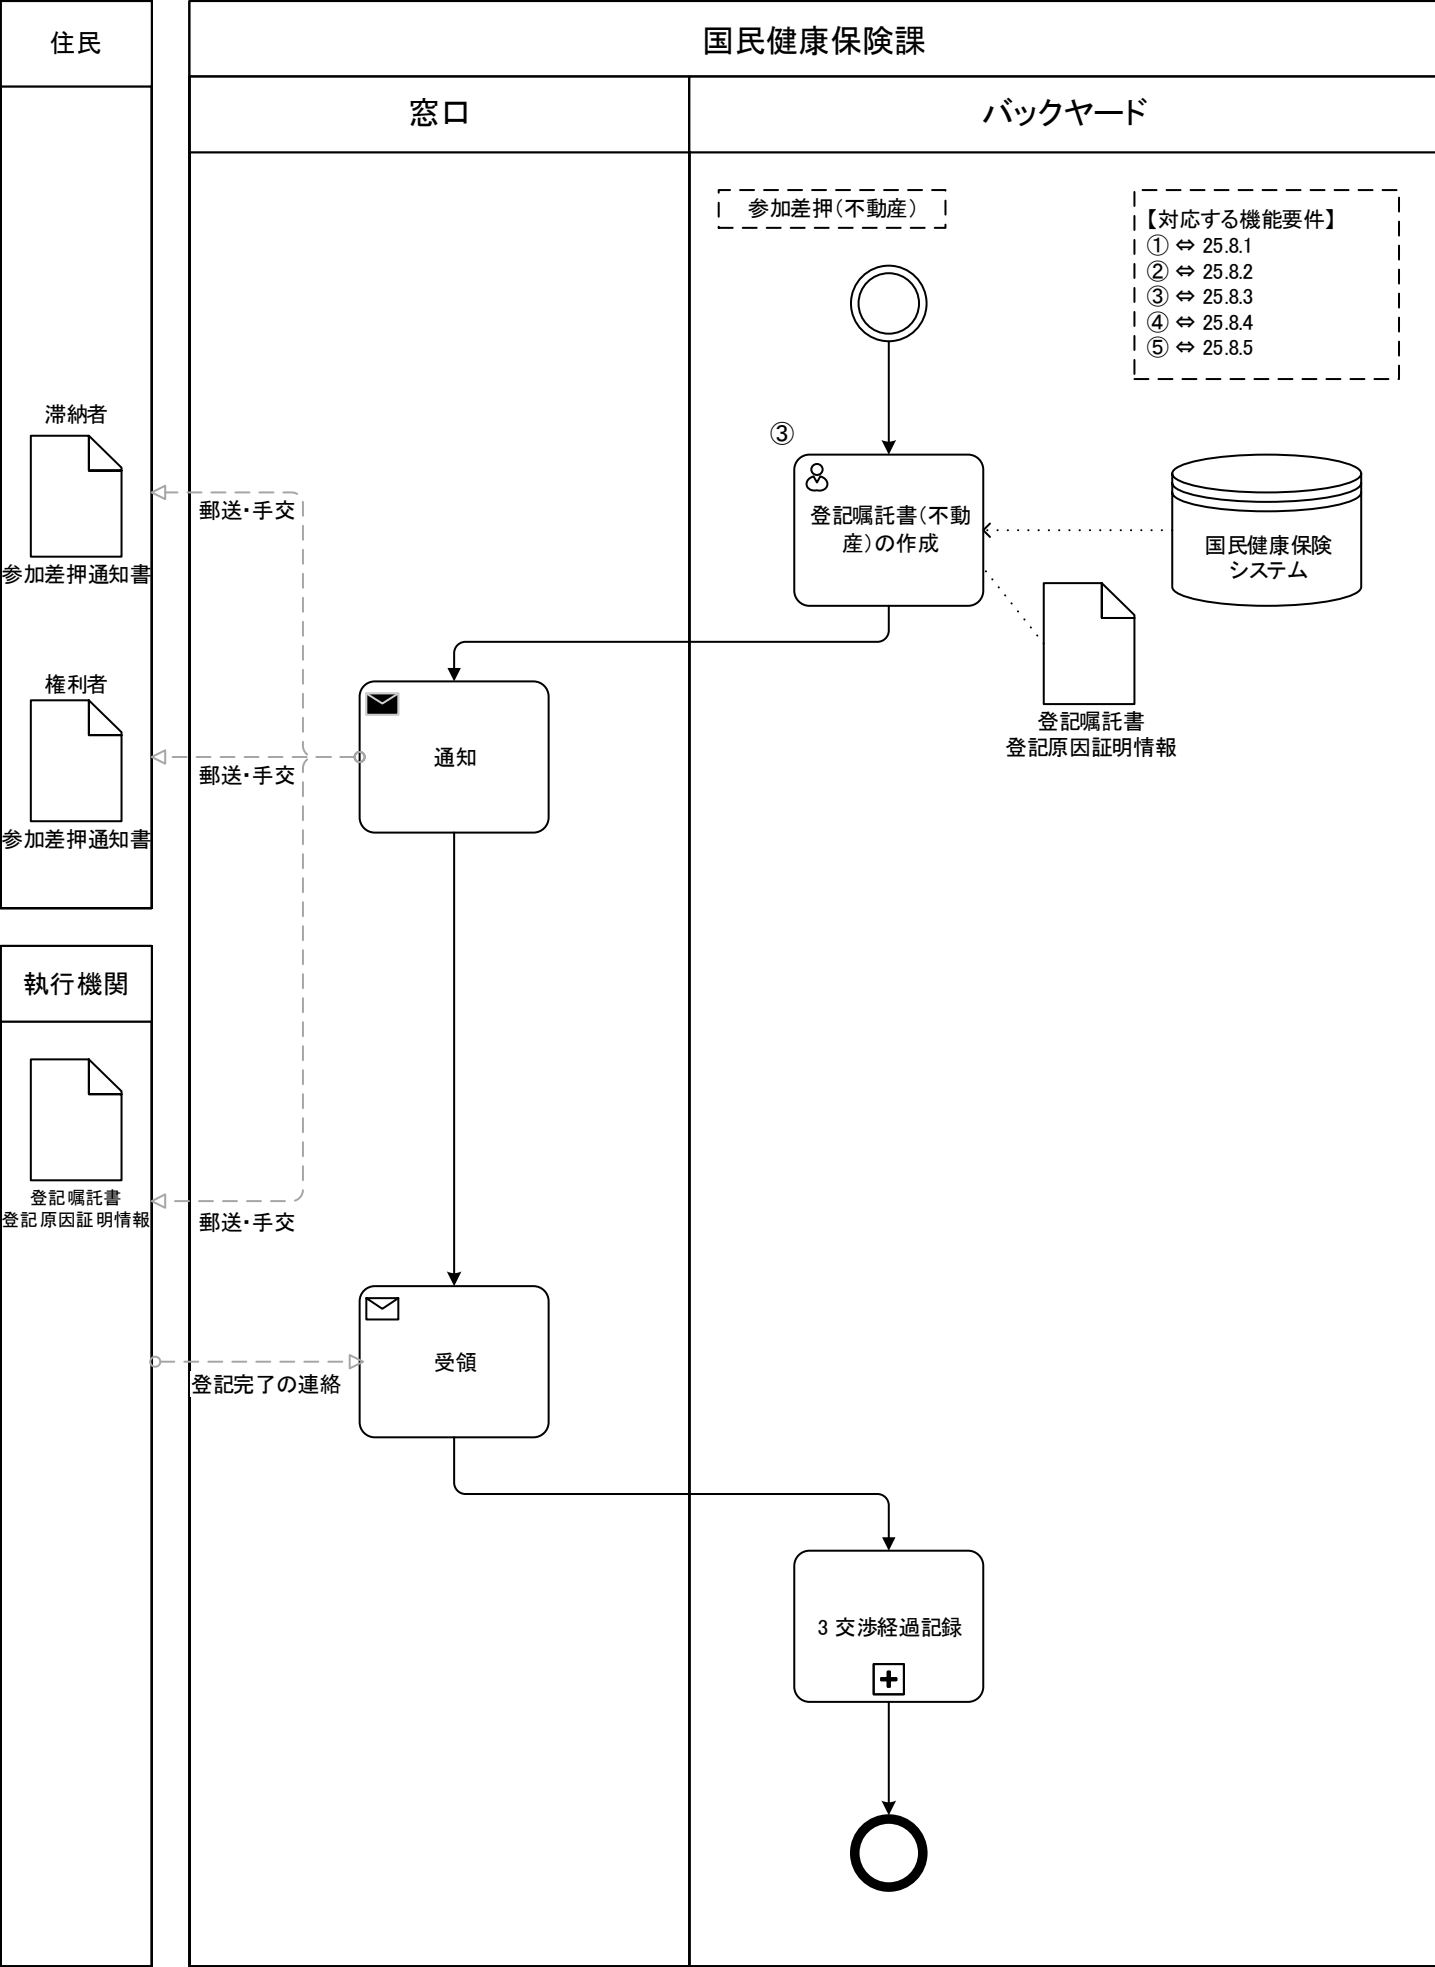 住民
国民健康保険課
窓口
バックヤード
参加差押（不動産）
【対応する機能要件】
① ⇔ 25.8.1
② ⇔ 25.8.2
③ ⇔ 25.8.3
④ ⇔ 25.8.4
⑤ ⇔ 25.8.5
滞納者
参加差押通知書
郵送・手交
③
登記嘱託書（不動
産）の作成
国民健康保険
システム
登記嘱託書
登記原因証明情報
権利者
参加差押通知書
郵送・手交
通知
執行機関
登記嘱託書
登記原因証明情報
郵送・手交
受領
登記完了の連絡
3 交渉経過記録